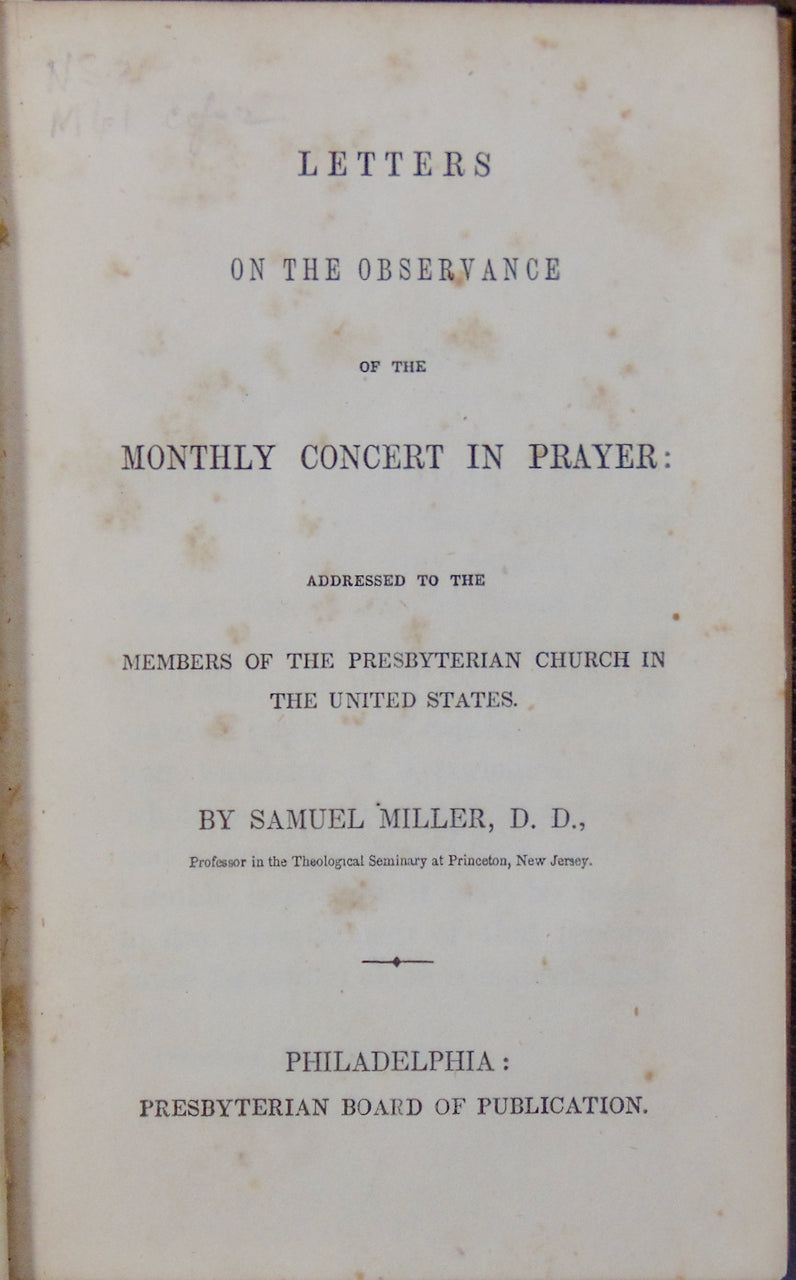 LETTERS
ON THE OBSERVANCE
OF THE
MONTHLY CONCERT IN PRAYER:
ADDRESSED TO THE
MEMBERS OF THE PRESBYTERIAN CHURCH IN
THE UNITED STATES.
BY SAMUEL MILLER, D. D.,
Professor in the Theological Seminary at Princeton, New Jersey.
PHILADELPHIA:
PRESBYTERIAN BOARD OF PUBLICATION.